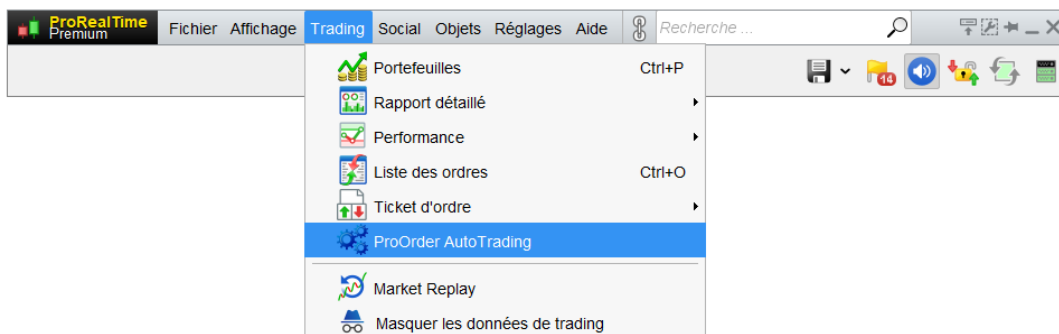 ProRealTime
Premium
Fichier Affichage Trading Social Objets Réglages Aide Recherche ...
14
Portefeuilles Ctrl+P
Rapport détaillé
Performance
Liste des ordres Ctrl+O
Ticket d'ordre
ProOrder AutoTrading
Market Replay
Masquer les données de trading